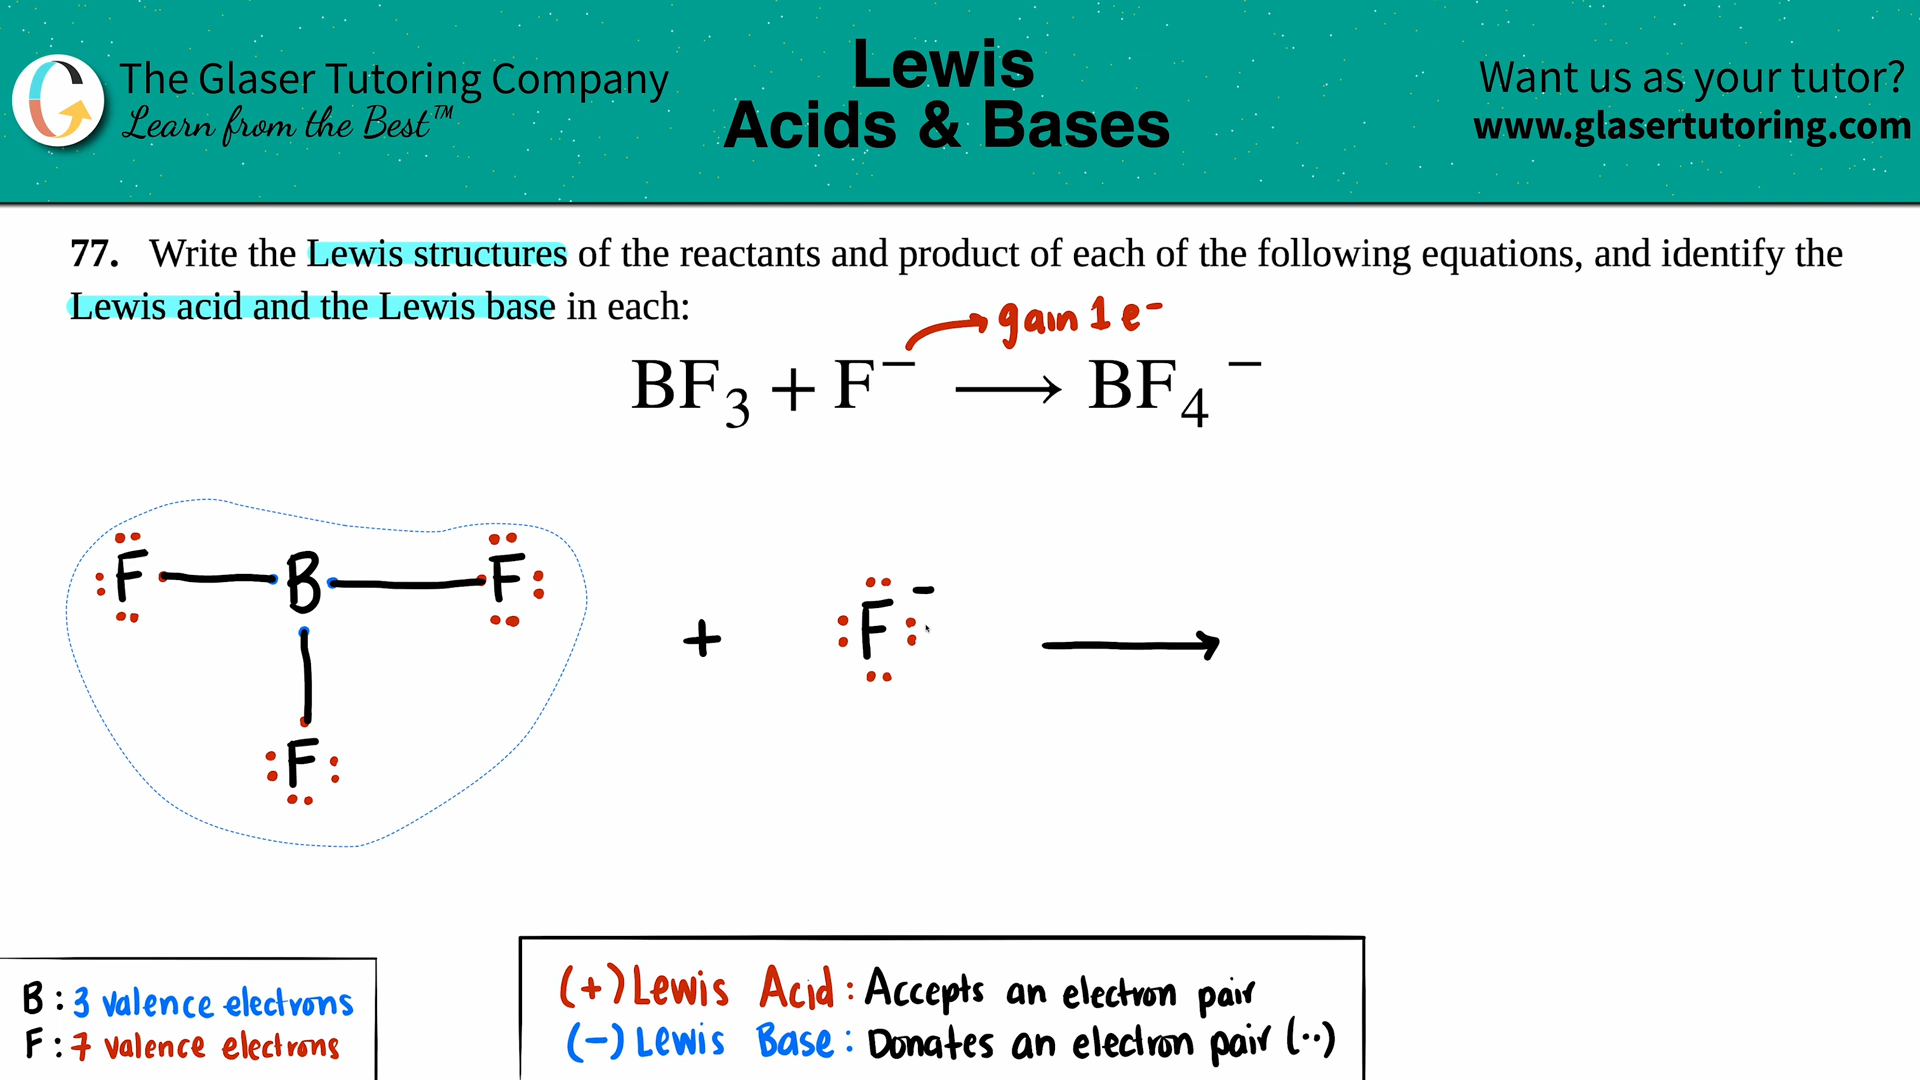 The Glaser Tutoring Company
Learn from the Best™
Lewis
Acids & Bases
Want us as your tutor?
www.glasertutoring.com
77. Write the Lewis structures of the reactants and product of each of the following equations, and identify the
Lewis acid and the Lewis base in each:
gain 1 e⁻
BF₃ + F⁻ ⟶ BF₄⁻
F B F
+ F⁻ →
F
B : 3 valence electrons
F : 7 valence electrons
(+) Lewis Acid : Accepts an electron pair
(−) Lewis Base : Donates an electron pair (··)